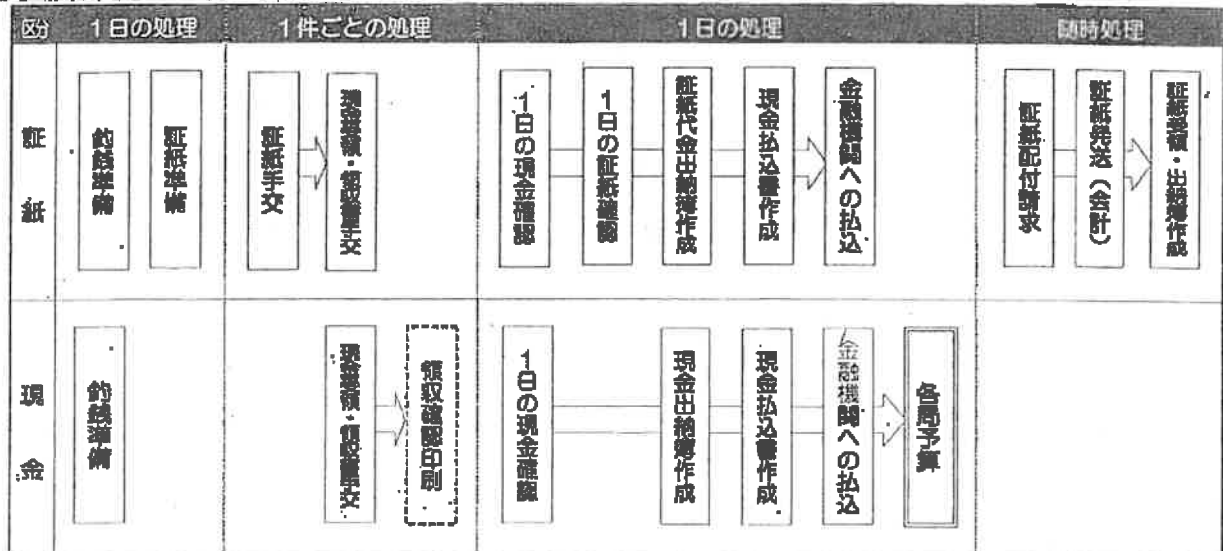 区分
1日の処理
1件ごとの処理
1日の処理
随時処理
証紙
釣銭準備
証紙準備
証紙手交
現金受領・領収書手交
1日の現金確認
1日の証紙確認
証紙代金出納簿作成
現金払込書作成
金融機関への払込
証紙配付請求
証紙発送（会計）
証紙受領・出納簿作成
現金
釣銭準備
現金受領・領収書手交
領収確認印刷
1日の現金確認
現金出納簿作成
現金払込書作成
金融機関への払込
各局予算